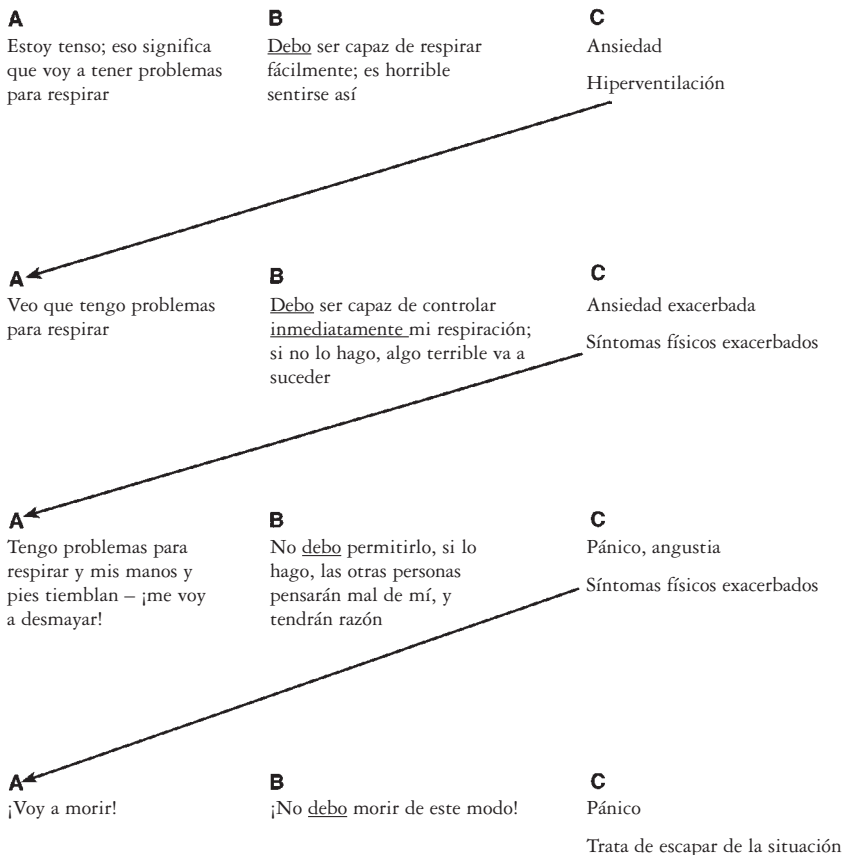 A
B
C
Estoy tenso; eso significa
que voy a tener problemas
para respirar
Debo ser capaz de respirar
fácilmente; es horrible
sentirse así
Ansiedad
Hiperventilación
A
B
C
Veo que tengo problemas
para respirar
Debo ser capaz de controlar
inmediatamente mi respiración;
si no lo hago, algo terrible va a
suceder
Ansiedad exacerbada
Síntomas físicos exacerbados
A
B
C
Tengo problemas para
respirar y mis manos y
pies tiemblan – ¡me voy
a desmayar!
No debo permitirlo, si lo
hago, las otras personas
pensarán mal de mí, y
tendrán razón
Pánico, angustia
Síntomas físicos exacerbados
A
B
C
¡Voy a morir!
¡No debo morir de este modo!
Pánico
Trata de escapar de la situación